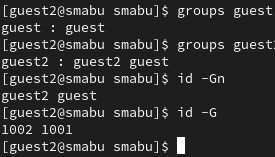 [guest2@smabu smabu]$ groups guest
guest : guest
[guest2@smabu smabu]$ groups guest2
guest2 : guest2 guest
[guest2@smabu smabu]$ id -Gn
guest2 guest
[guest2@smabu smabu]$ id -G
1002 1001
[guest2@smabu smabu]$